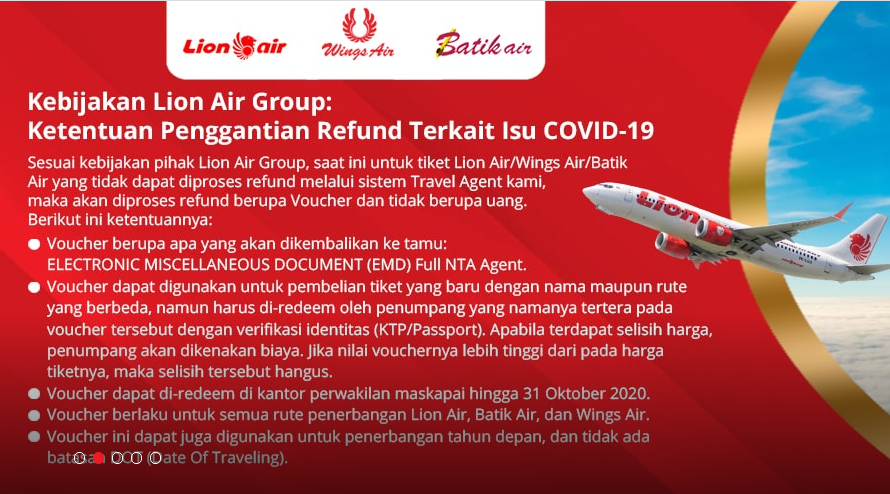 Lion air
Wings Air
Batik air
Kebijakan Lion Air Group:
Ketentuan Penggantian Refund Terkait Isu COVID-19
Sesuai kebijakan pihak Lion Air Group, saat ini untuk tiket Lion Air/Wings Air/Batik
Air yang tidak dapat diproses refund melalui sistem Travel Agent kami,
maka akan diproses refund berupa Voucher dan tidak berupa uang.
Berikut ini ketentuannya:
Voucher berupa apa yang akan dikembalikan ke tamu:
ELECTRONIC MISCELLANEOUS DOCUMENT (EMD) Full NTA Agent.
Voucher dapat digunakan untuk pembelian tiket yang baru dengan nama maupun rute
yang berbeda, namun harus di-redeem oleh penumpang yang namanya tertera pada
voucher tersebut dengan verifikasi identitas (KTP/Passport). Apabila terdapat selisih harga,
penumpang akan dikenakan biaya. Jika nilai vouchernya lebih tinggi dari pada harga
tiketnya, maka selisih tersebut hangus.
Voucher dapat di-redeem di kantor perwakilan maskapai hingga 31 Oktober 2020.
Voucher berlaku untuk semua rute penerbangan Lion Air, Batik Air, dan Wings Air.
Voucher ini dapat juga digunakan untuk penerbangan tahun depan, dan tidak ada
batasan DOT (Date Of Traveling).
Lion